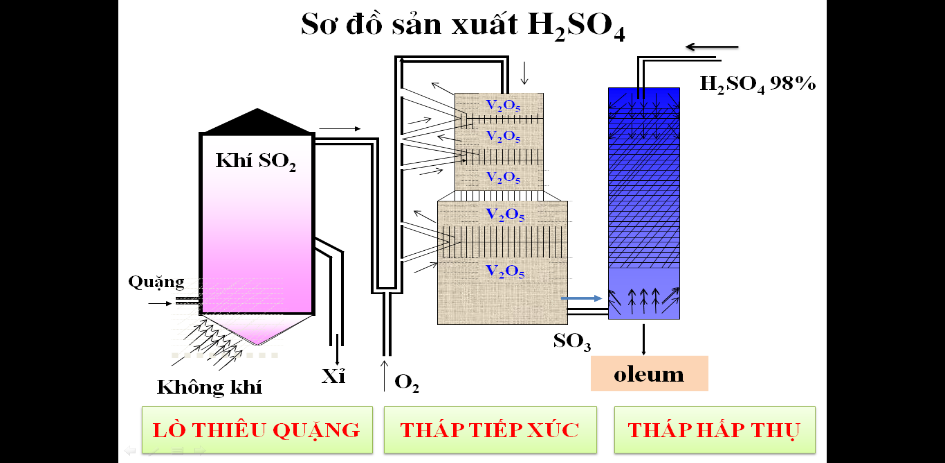 Sơ đồ sản xuất H₂SO₄
H₂SO₄ 98%
V₂O₅
V₂O₅
V₂O₅
V₂O₅
V₂O₅
Khí SO₂
Quặng
Không khí
Xỉ
O₂
SO₃
oleum
LÒ THIÊU QUẶNG
THÁP TIẾP XÚC
THÁP HẤP THỤ